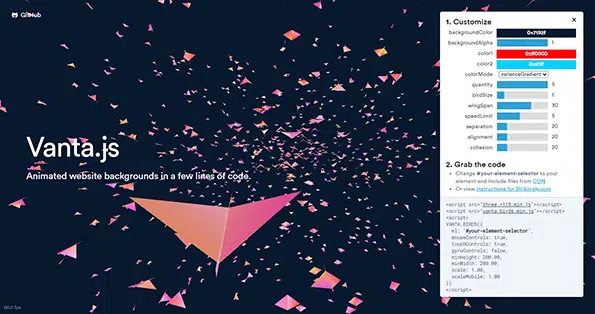 GitHub
Vanta.js
Animated website backgrounds in a few lines of code.
60.0 fps
×
1. Customize
backgroundColor 0x7192f
backgroundAlpha 1
color1 0xff0000
color2 0xd1ff
colorMode varianceGradient
quantity 5
birdSize 1
wingSpan 30
speedLimit 5
separation 20
alignment 20
cohesion 20
2. Grab the code
Change #your-element-selector to your
element and include files from CDN
Or view instructions for Strikingly.com
<script src="three.r119.min.js"></script>
<script src="vanta.birds.min.js"></script>
<script>
VANTA.BIRDS({
el: "#your-element-selector",
mouseControls: true,
touchControls: true,
gyroControls: false,
minHeight: 200.00,
minWidth: 200.00,
scale: 1.00,
scaleMobile: 1.00
})
</script>